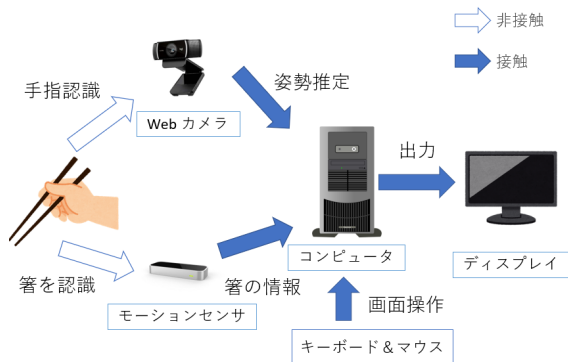 非接触
接触
手指認識
Web カメラ
姿勢推定
出力
箸を認識
モーションセンサ
箸の情報
コンピュータ
ディスプレイ
画面操作
キーボード＆マウス